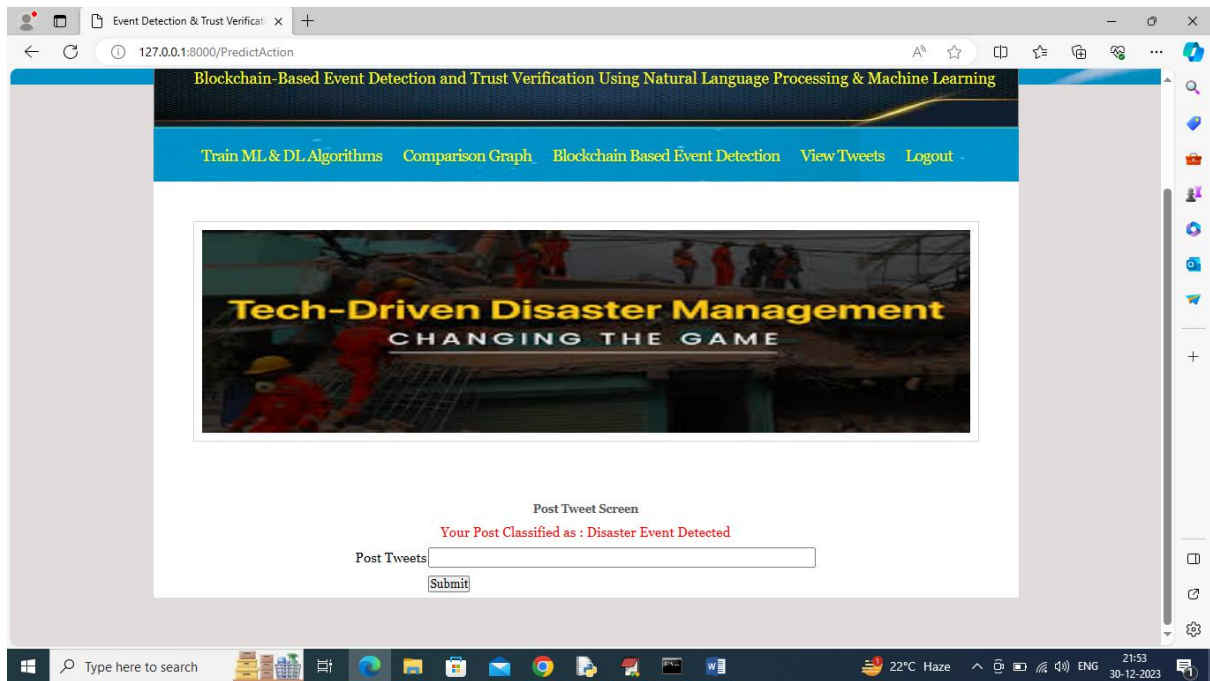 Event Detection & Trust Verificati
127.0.0.1:8000/PredictAction
Blockchain-Based Event Detection and Trust Verification Using Natural Language Processing & Machine Learning
Train ML & DL Algorithms Comparison Graph Blockchain Based Event Detection View Tweets Logout
Tech-Driven Disaster Management
CHANGING THE GAME
Post Tweet Screen
Your Post Classified as : Disaster Event Detected
Post Tweets
Submit
Type here to search 22°C Haze ENG 21:53
30-12-2023